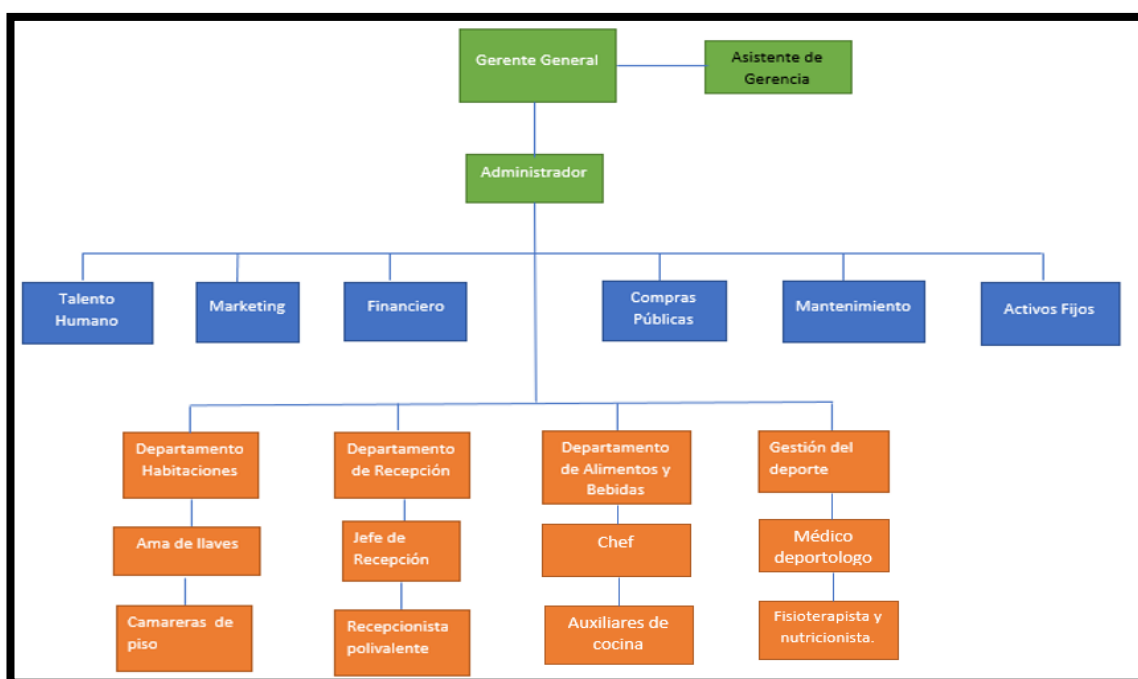 Gerente General
Asistente de
Gerencia
Administrador
Talento
Humano
Marketing
Financiero
Compras
Públicas
Mantenimiento
Activos Fijos
Departamento
Habitaciones
Departamento
de Recepción
Departamento
de Alimentos y
Bebidas
Gestión del
deporte
Ama de llaves
Jefe de
Recepción
Chef
Médico
deportologo
Camareras de
piso
Recepcionista
polivalente
Auxiliares de
cocina
Fisioterapista y
nutricionista.